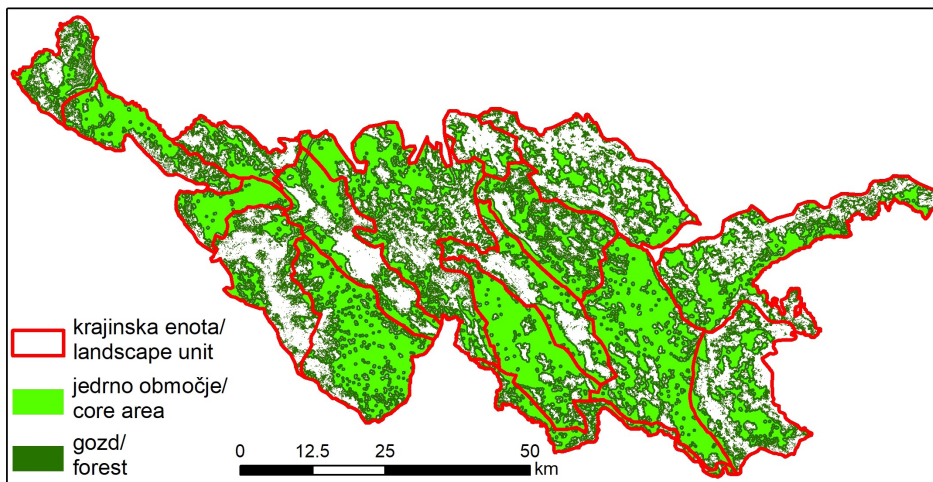 krajinska enota/
landscape unit
jedrno območje/
core area
gozd/
forest
0 12.5 25 50
km